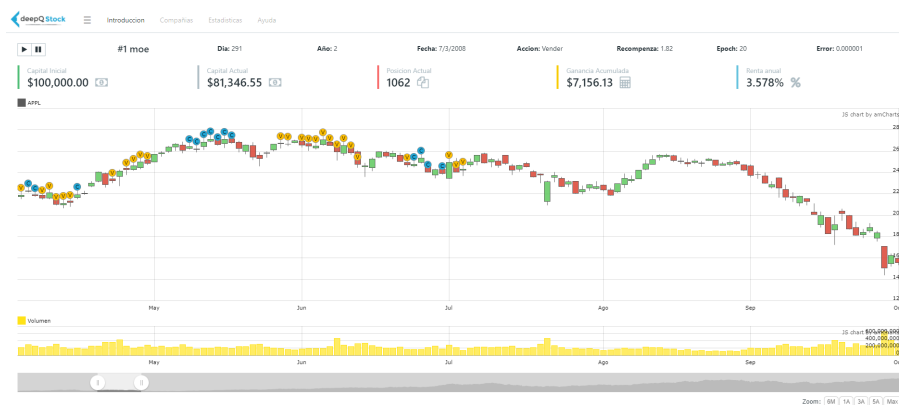 deepQ Stock
Introduccion Compañias Estadisticas Ayuda
#1 moe Dia: 291 Año: 2 Fecha: 7/3/2008 Accion: Vender Recompenza: 1.82 Epoch: 20 Error: 0.000001
Capital Inicial Capital Actual Posicion Actual Ganancia Acumulada Renta anual
$100,000.00 $81,346.55 1062 $7,156.13 3.578%
APPL
JS chart by amCharts
28
26
24
22
20
18
16
14
12
May Jun Jul Ago Sep
Volumen
JS chart by amCharts
600,000,000
400,000,000
200,000,000
0
May Jun Jul Ago Sep
Zoom: 6M 1A 3A 5A Max